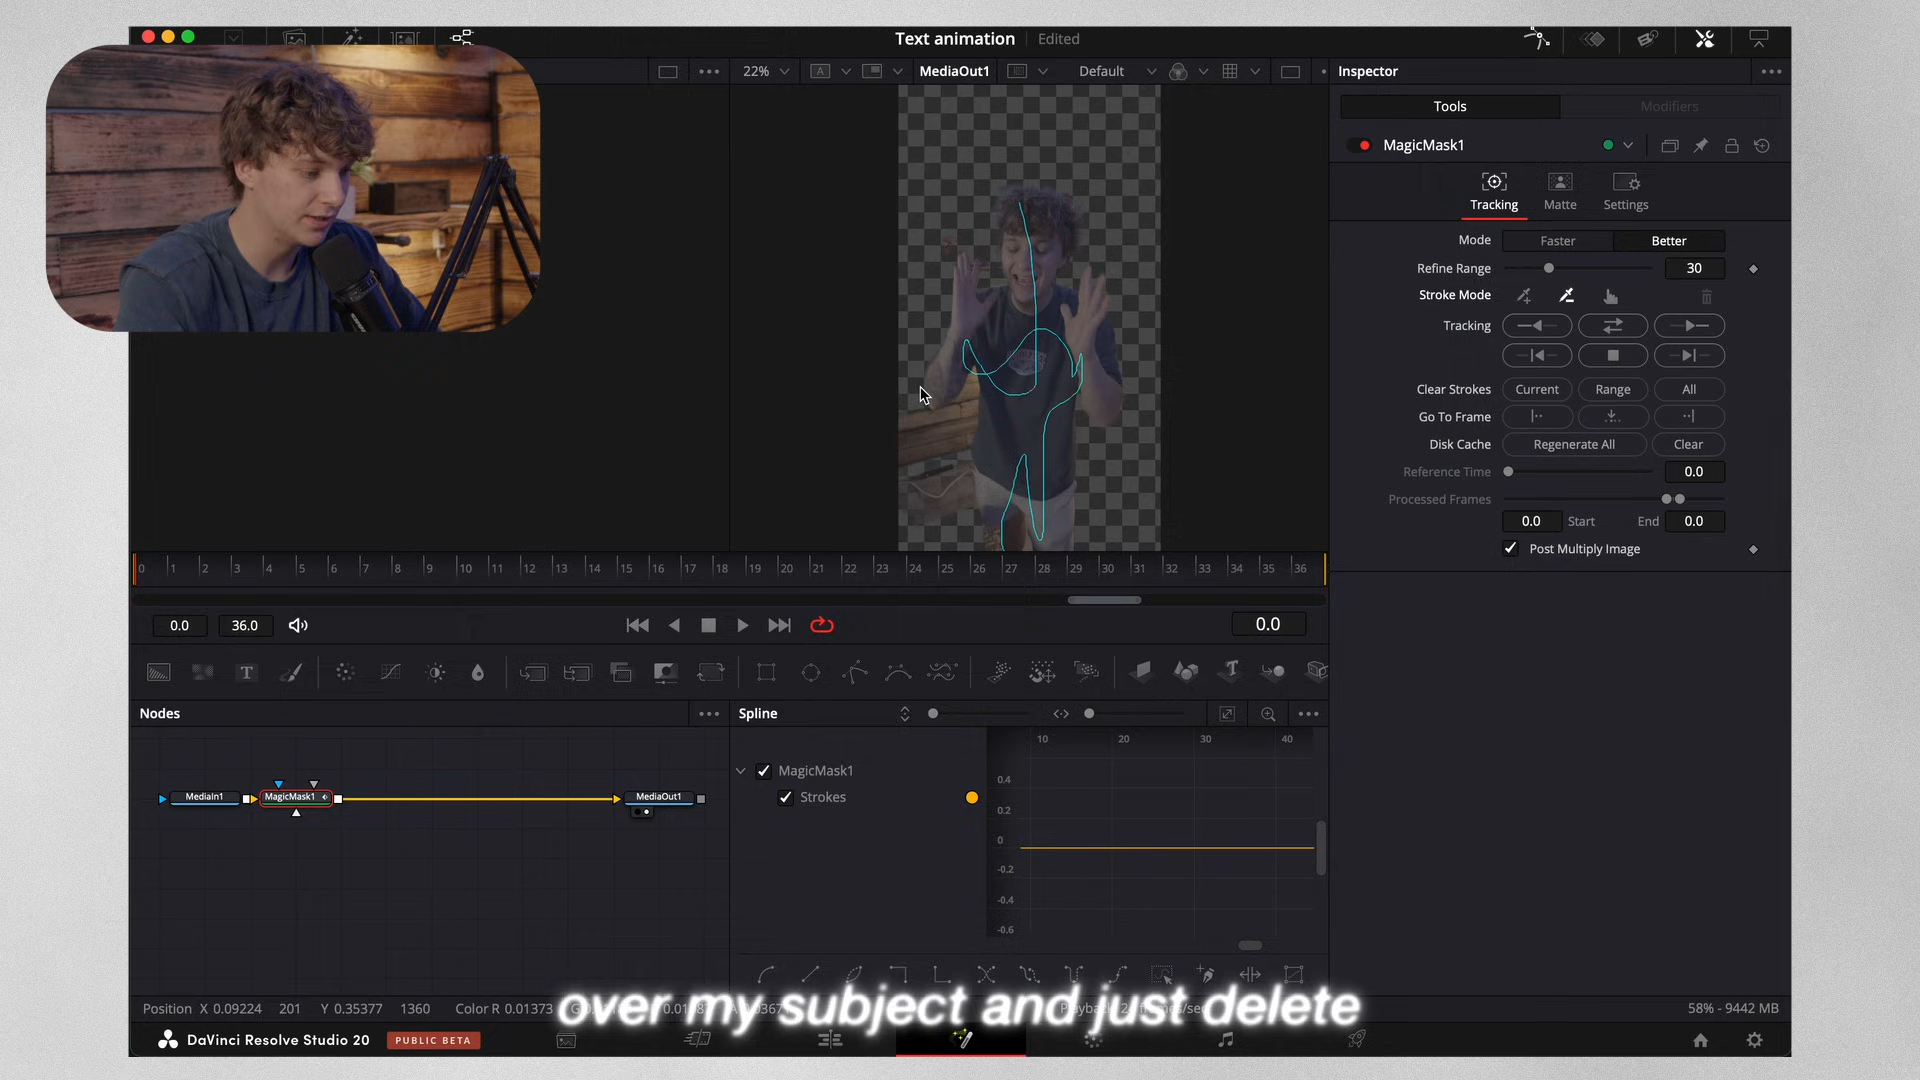 Text animation Edited
22% A MediaOut1 Default Inspector
Tools Modifiers
MagicMask1
Tracking Matte Settings
Mode Faster Better
Refine Range 30
Stroke Mode
Tracking
Clear Strokes Current Range All
Go To Frame
Disk Cache Regenerate All Clear
Reference Time 0.0
Processed Frames
0.0 Start End 0.0
Post Multiply Image
0 1 2 3 4 5 6 7 8 9 10 11 12 13 14 15 16 17 18 19 20 21 22 23 24 25 26 27 28 29 30 31 32 33 34 35 36
0.0 36.0 0.0
T T
Nodes Spline
10 20 30 40
MagicMask1
0.4
MediaIn1 MagicMask1 MediaOut1 Strokes
0.2
0
-0.2
-0.4
-0.6
over my subject and just delete
Position X 0.09224 201 Y 0.35377 1360 Color R 0.01373 58% - 9442 MB
DaVinci Resolve Studio 20 PUBLIC BETA